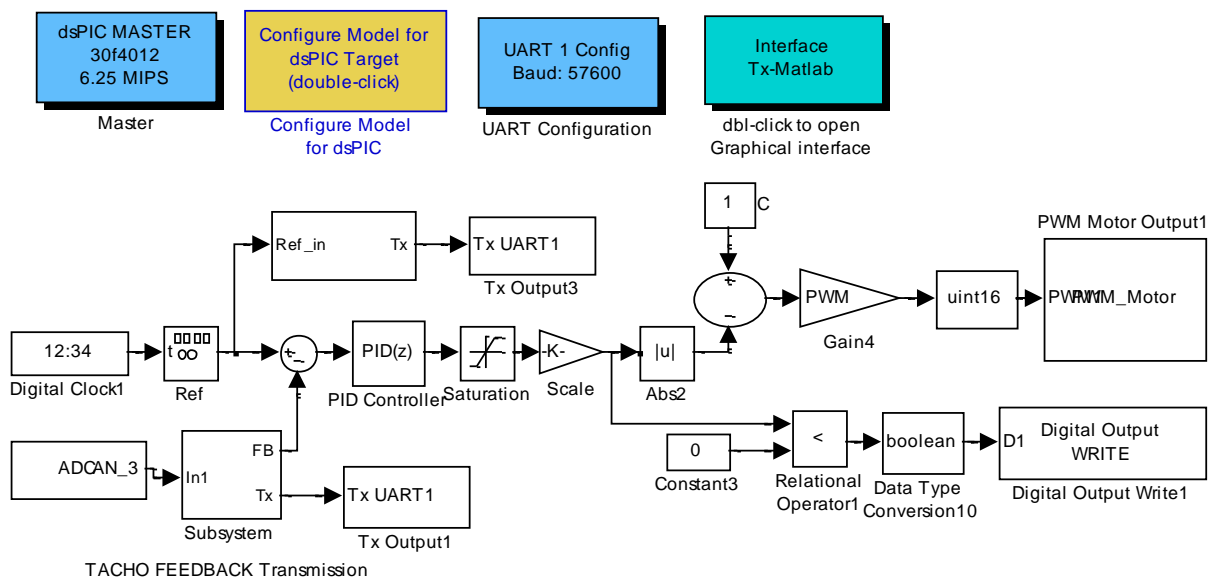 dsPIC MASTER
30f4012
6.25 MIPS
Master
Configure Model for
dsPIC Target
(double-click)
Configure Model
for dsPIC
UART 1 Config
Baud: 57600
UART Configuration
Interface
Tx-Matlab
dbl-click to open
Graphical interface
Ref_in
Tx
Tx UART1
Tx Output3
1
C
PWM
Gain4
uint16
PWM Motor Output1
PWM_Motor
12:34
Digital Clock1
t
Ref
PID(z)
PID Controller
Saturation
-K-
Scale
|u|
Abs2
ADCAN_3
In1
FB
Tx
Subsystem
Tx UART1
Tx Output1
TACHO FEEDBACK Transmission
0
Constant3
<
Relational
Operator1
boolean
Data Type
Conversion10
D1
Digital Output
WRITE
Digital Output Write1